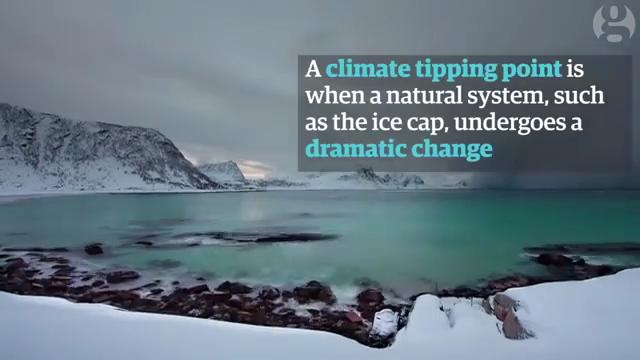 A climate tipping point is
when a natural system, such
as the ice cap, undergoes a
dramatic change